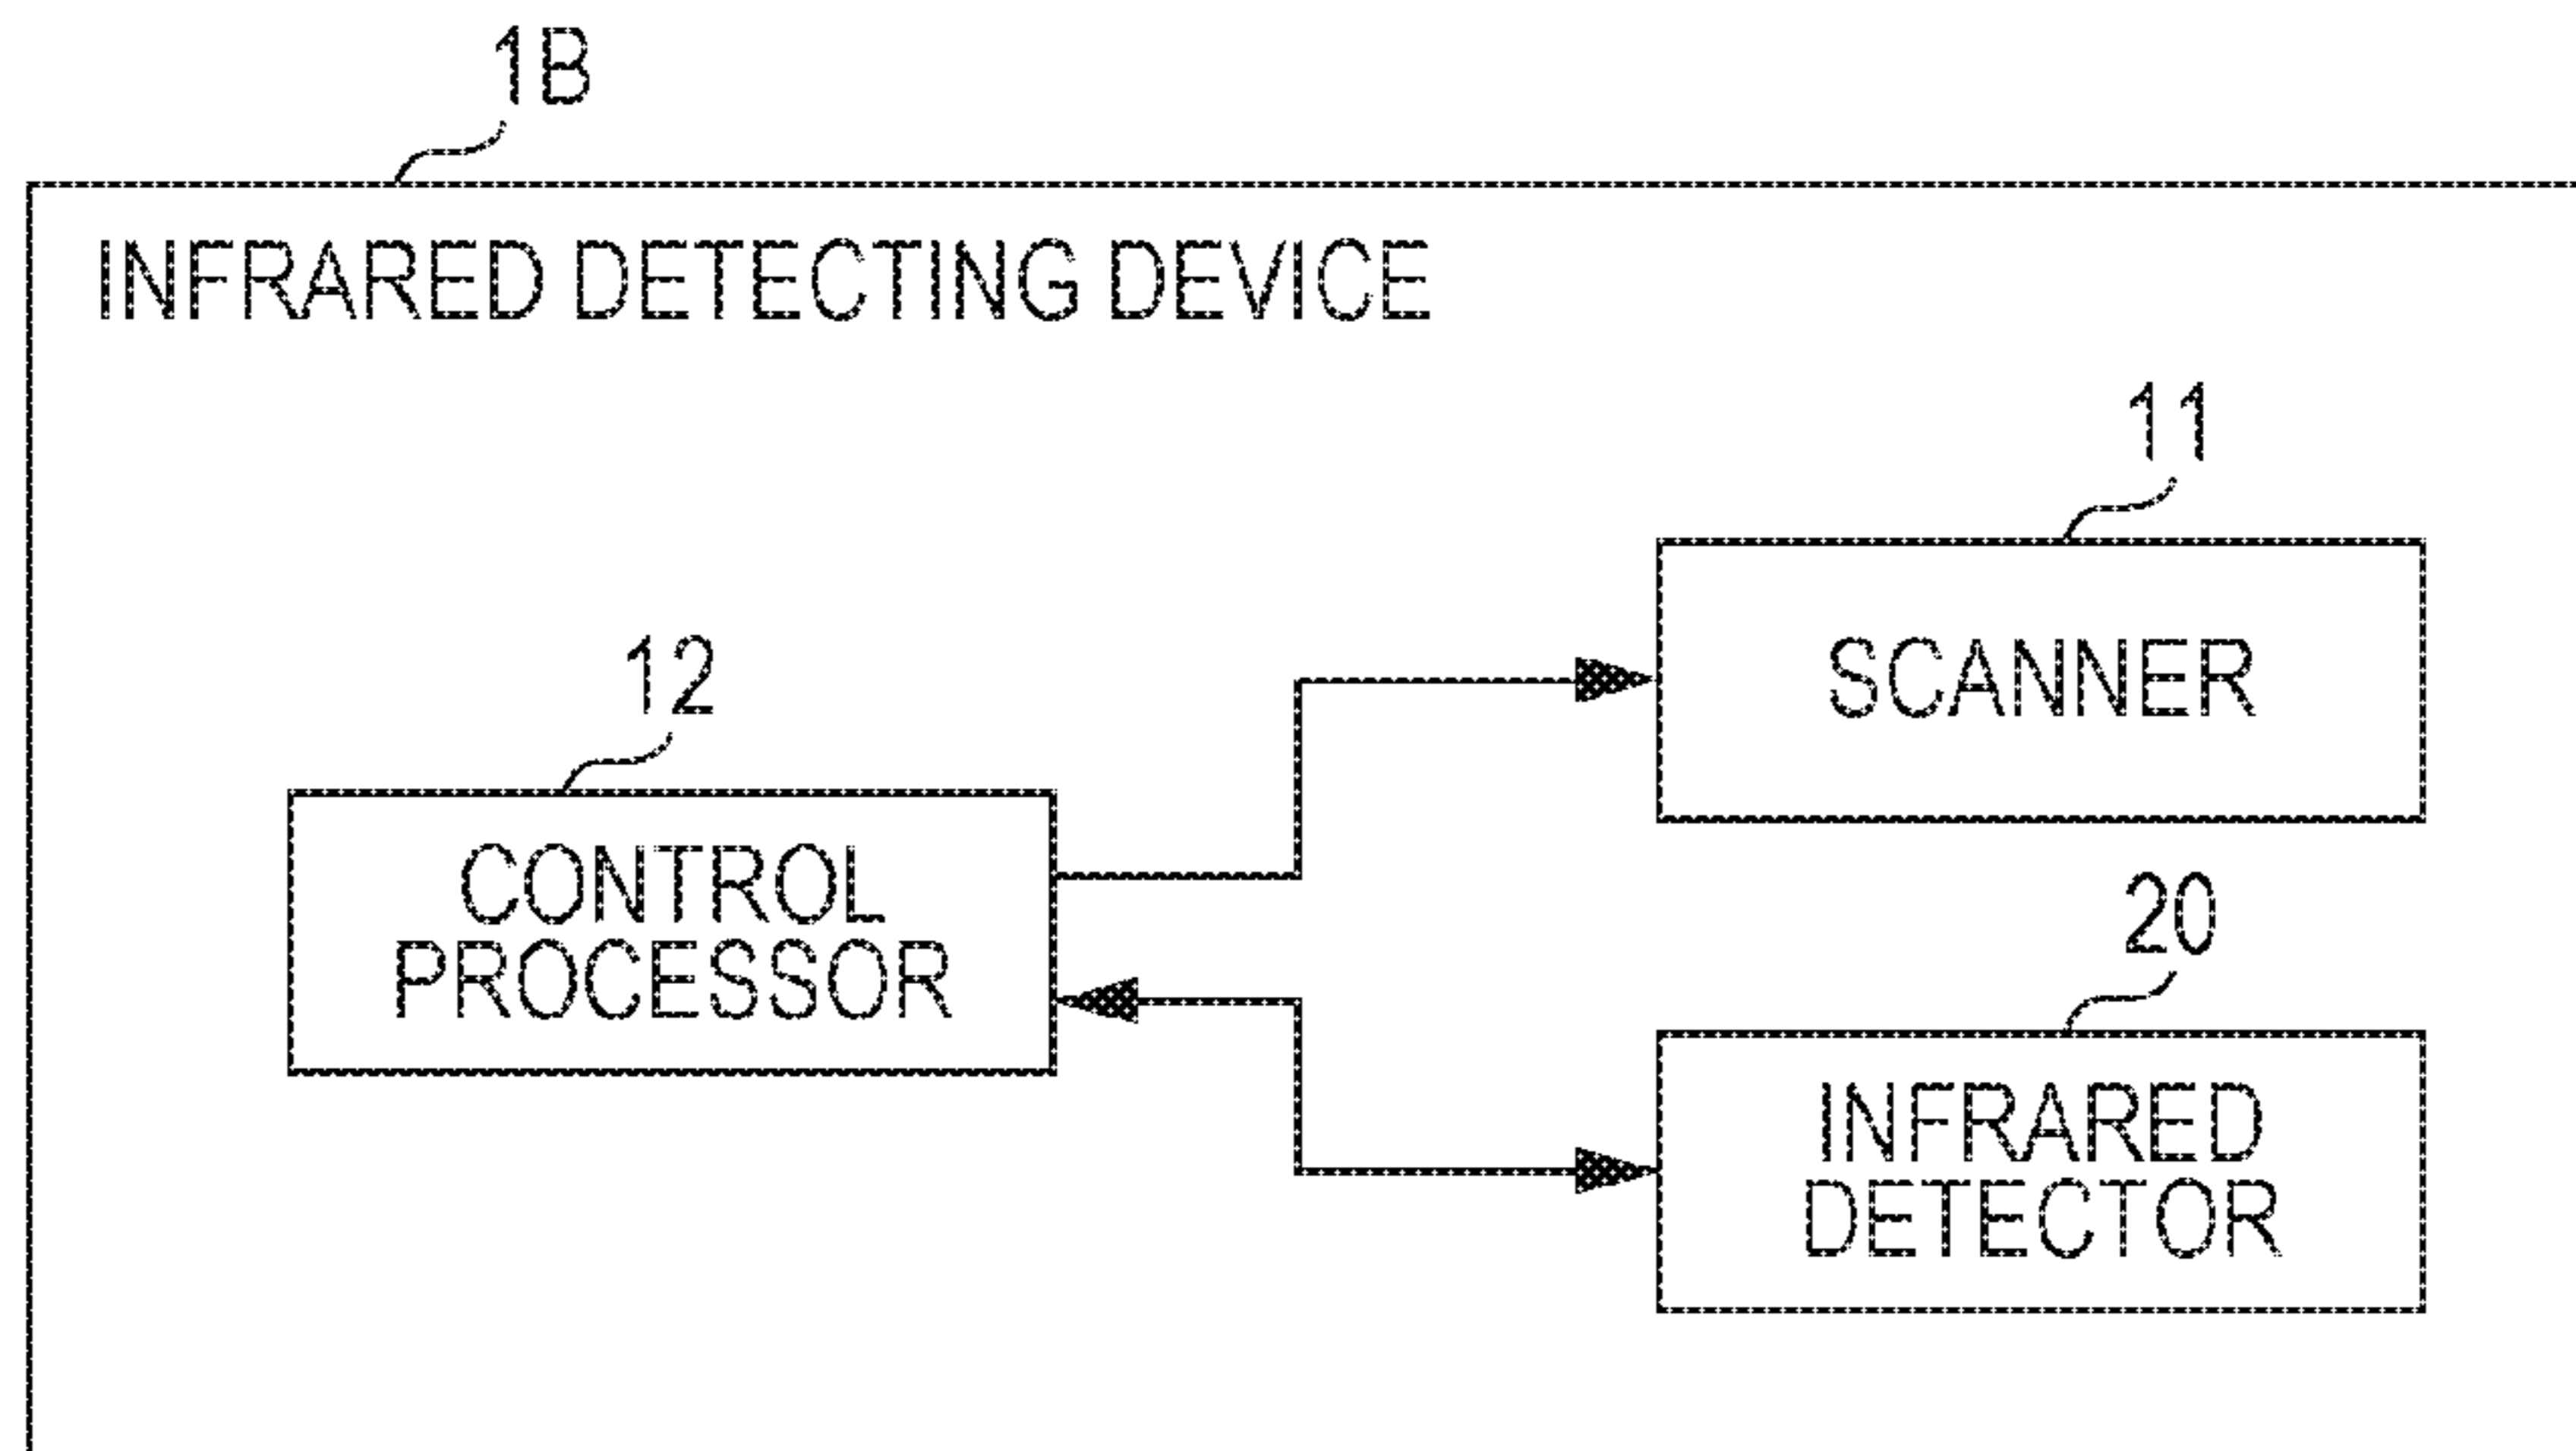 1B
INFRARED DETECTING DEVICE
11
SCANNER
12
CONTROL
PROCESSOR
20
INFRARED
DETECTOR